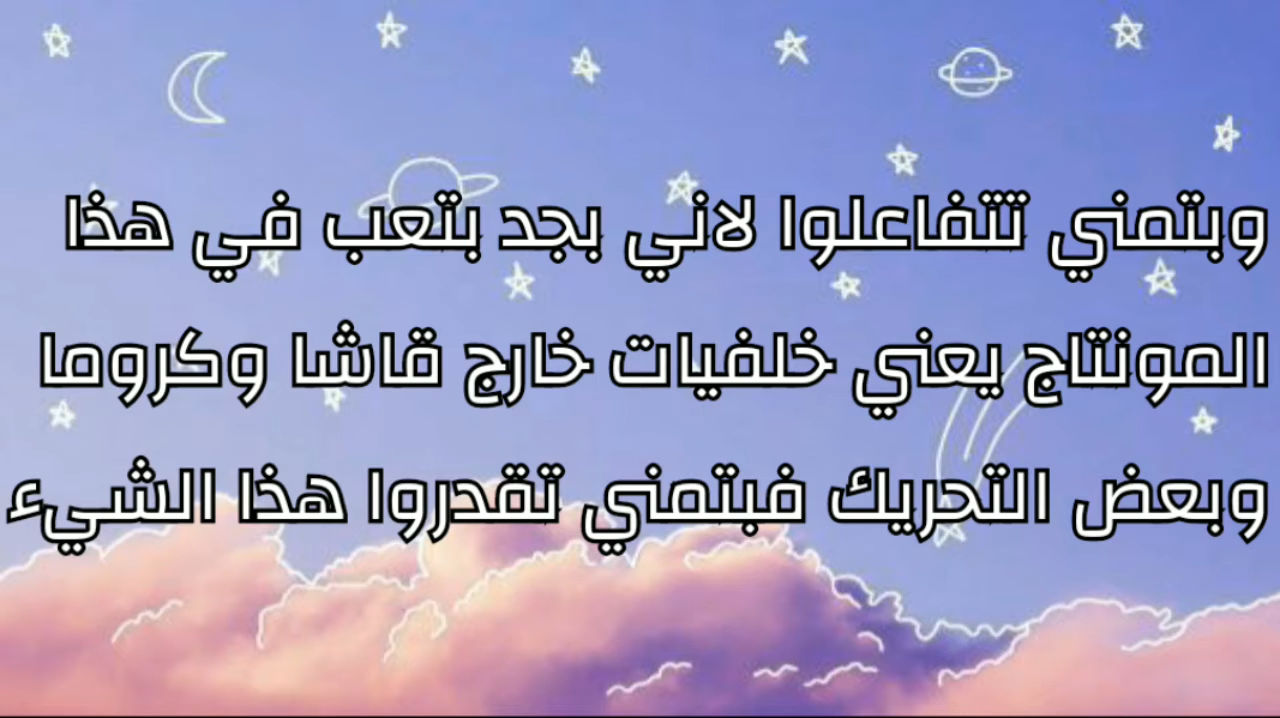 وبتمني تتفاعلوا لاني بجد بتعب في هذا
المونتاج يعني خلفيات خارج قاشا وكروما
وبعض التحريك فبتمني تقدروا هذا الشيء